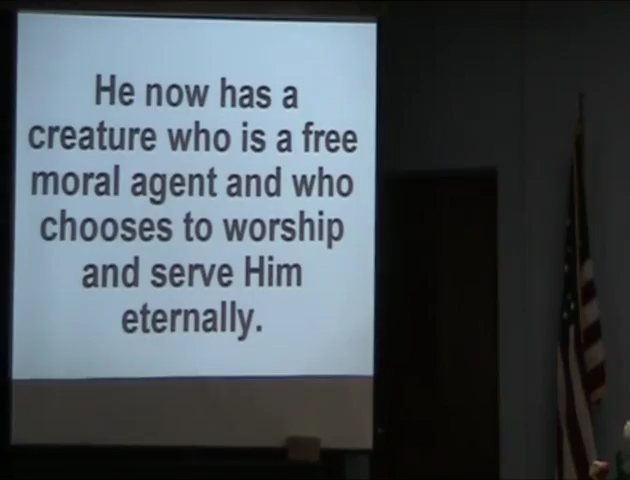 He now has a
creature who is a free
moral agent and who
chooses to worship
and serve Him
eternally.